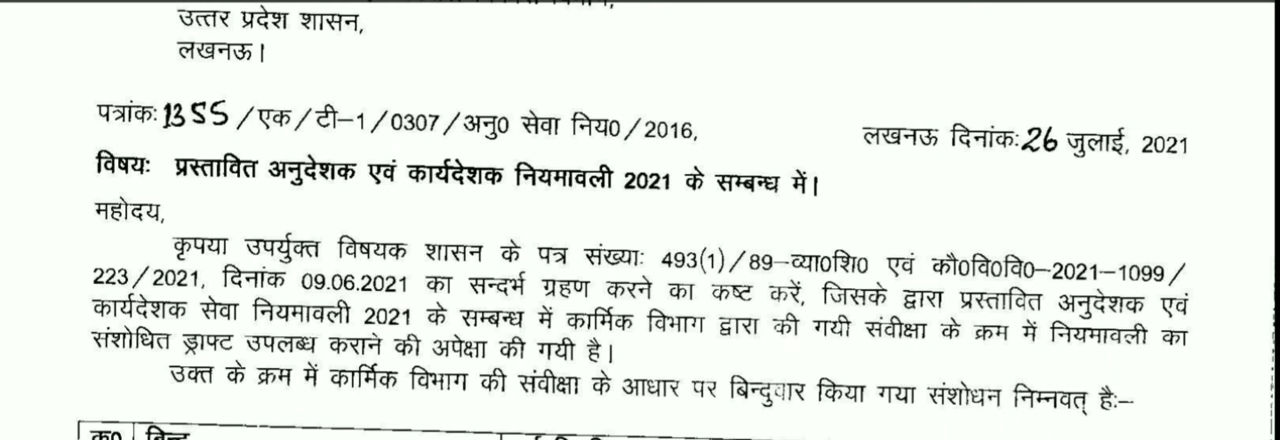 उत्तर प्रदेश शासन,
लखनऊ।
पत्रांकः 1355 /एक/टी–1/0307/अनु0 सेवा निय0/2016, लखनऊ दिनांकः 26 जुलाई, 2021
विषयः प्रस्तावित अनुदेशक एवं कार्यदेशक नियमावली 2021 के सम्बन्ध में।
महोदय,
कृपया उपर्युक्त विषयक शासन के पत्र संख्याः 493(1)/89–व्या0शि0 एवं कौ0वि0वि0–2021–1099/
223/2021, दिनांक 09.06.2021 का सन्दर्भ ग्रहण करने का कष्ट करें, जिसके द्वारा प्रस्तावित अनुदेशक एवं
कार्यदेशक सेवा नियमावली 2021 के सम्बन्ध में कार्मिक विभाग द्वारा की गयी संवीक्षा के क्रम में नियमावली का
संशोधित ड्राफ्ट उपलब्ध कराने की अपेक्षा की गयी है।
उक्त के क्रम में कार्मिक विभाग की संवीक्षा के आधार पर बिन्दुवार किया गया संशोधन निम्नवत् है:–
क0 बिन्दु